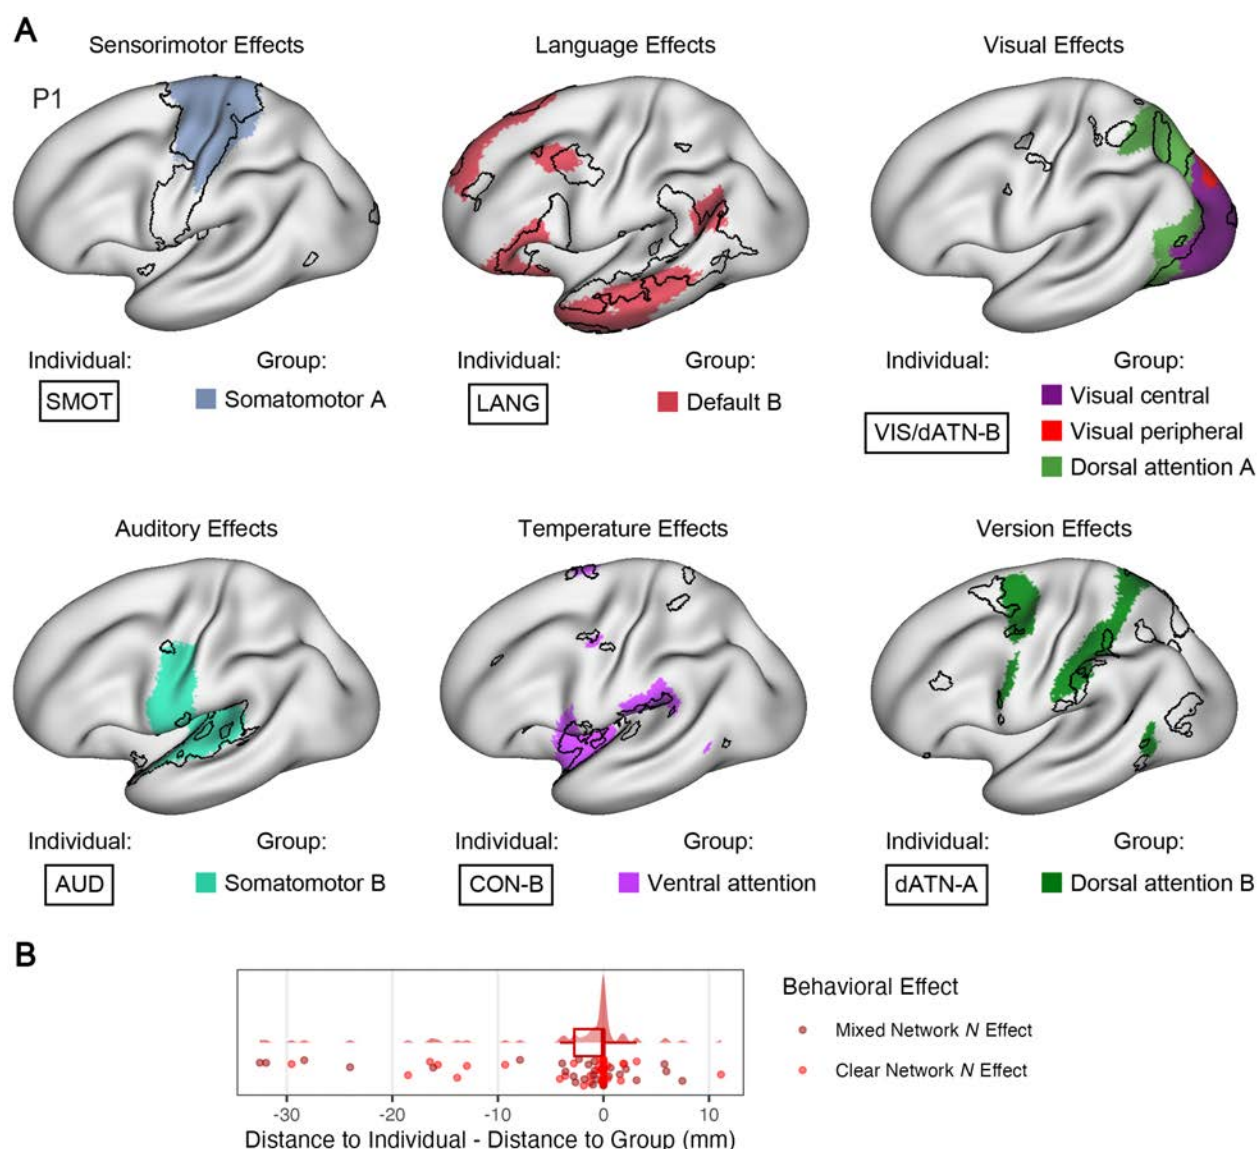 A
Sensorimotor Effects
Language Effects
Visual Effects
P1
Individual:
Group:
Individual:
Group:
Individual:
Group:
SMOT
Somatomotor A
LANG
Default B
VIS/dATN-B
Visual central
Visual peripheral
Dorsal attention A
Auditory Effects
Temperature Effects
Version Effects
Individual:
Group:
Individual:
Group:
Individual:
Group:
AUD
Somatomotor B
CON-B
Ventral attention
dATN-A
Dorsal attention B
B
Behavioral Effect
Mixed Network N Effect
Clear Network N Effect
-30
-20
-10
0
10
Distance to Individual - Distance to Group (mm)